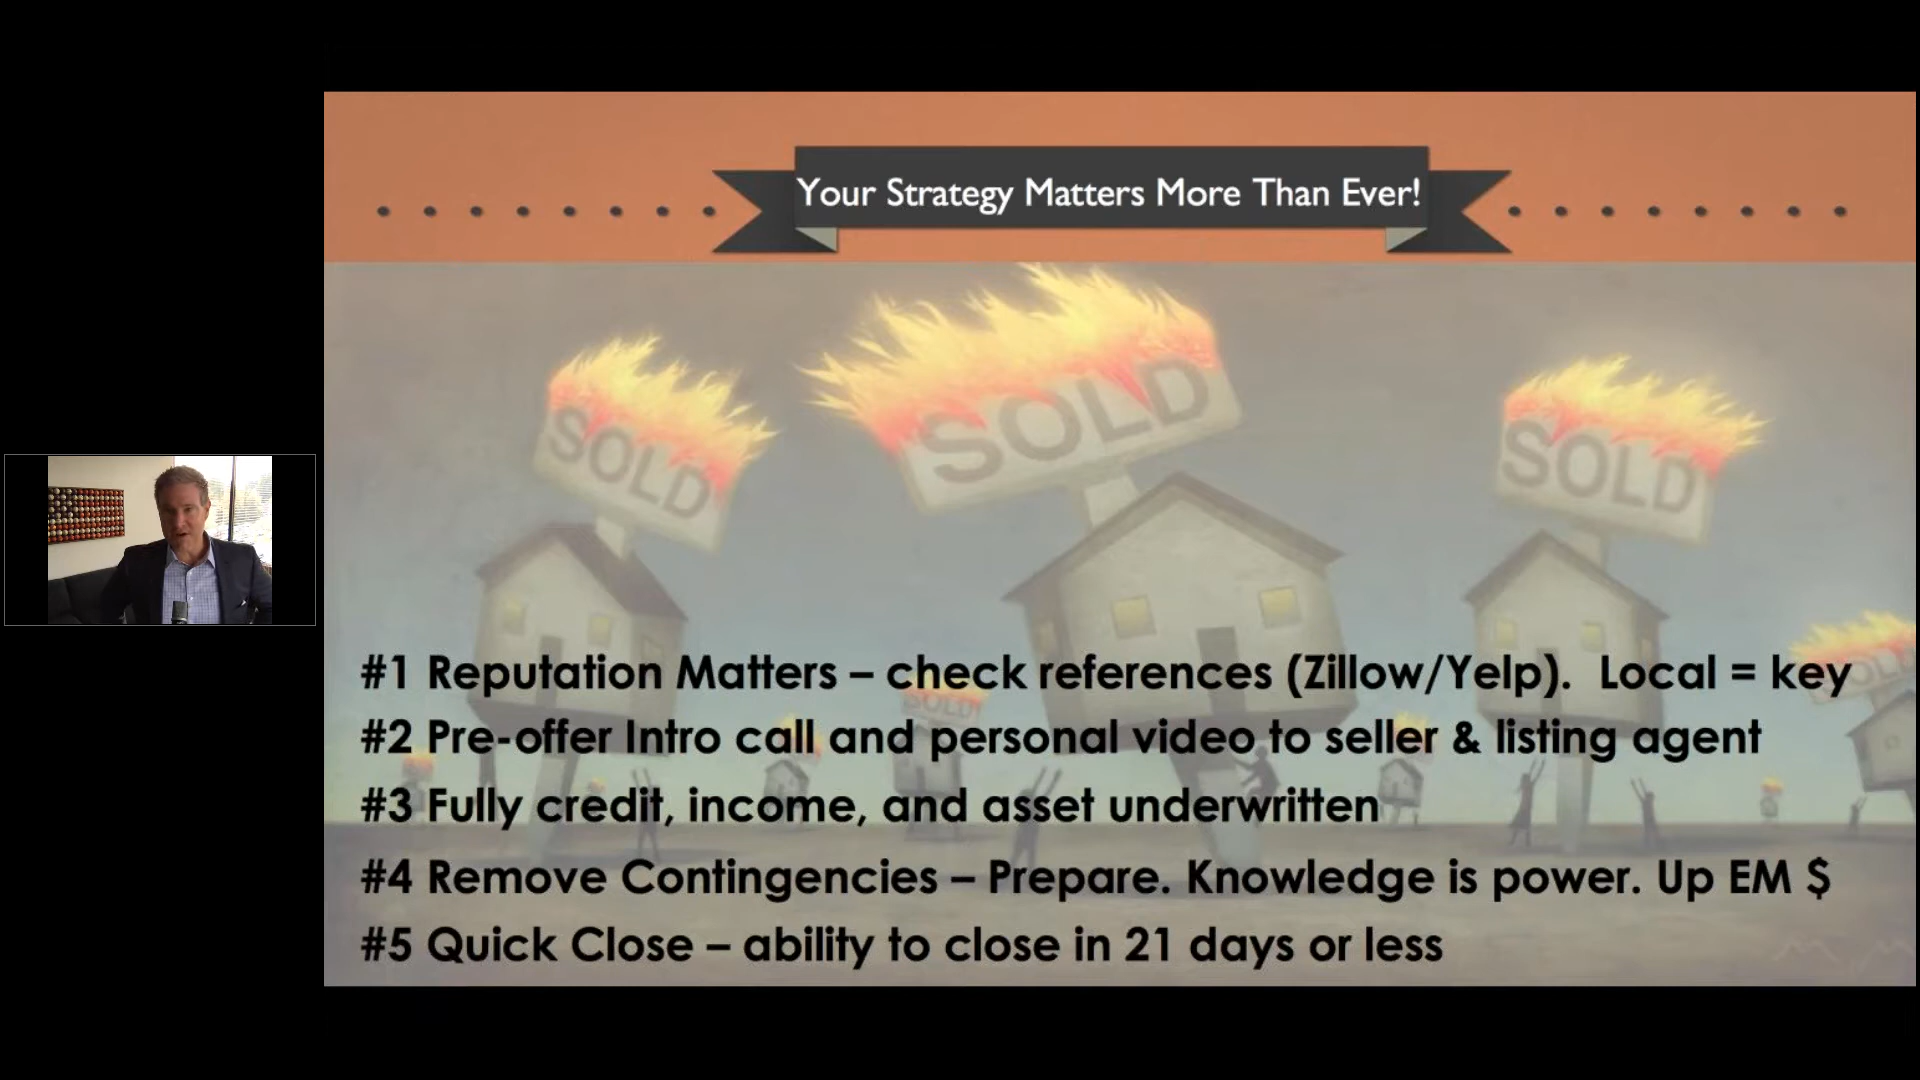 Your Strategy Matters More Than Ever!
SOLD
SOLD
SOLD
#1 Reputation Matters – check references (Zillow/Yelp). Local = key
SOLD
SOLD
#2 Pre-offer Intro call and personal video to seller & listing agent
#3 Fully credit, income, and asset underwritten
#4 Remove Contingencies – Prepare. Knowledge is power. Up EM $
#5 Quick Close – ability to close in 21 days or less